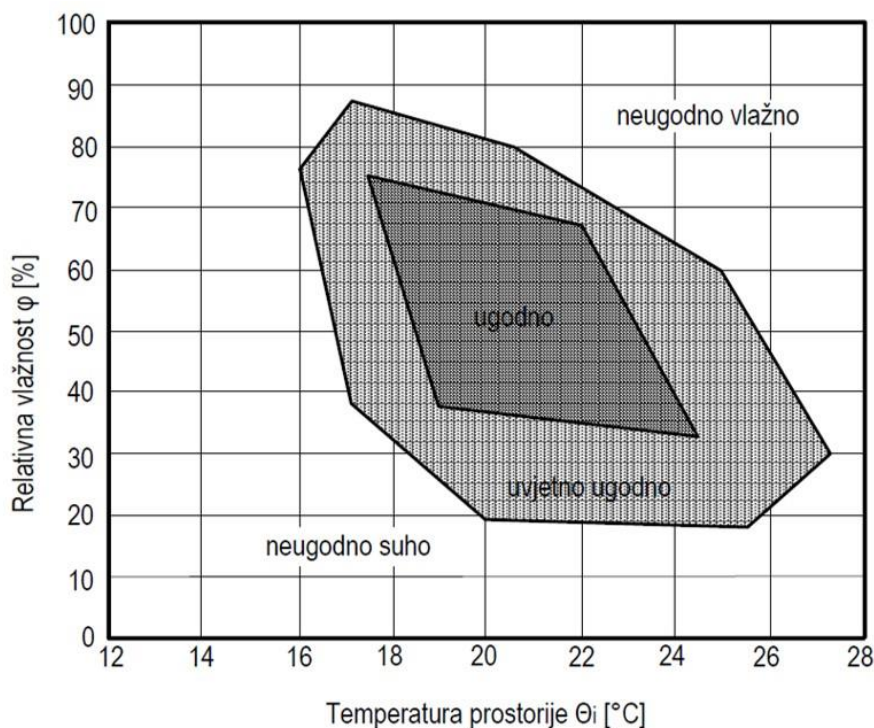 100
90
80
70
60
50
40
30
20
10
0
Relativna vlažnost φ [%]
neugodno vlažno
ugodno
uvjetno ugodno
neugodno suho
12 14 16 18 20 22 24 26 28
Temperatura prostorije Θi [°C]